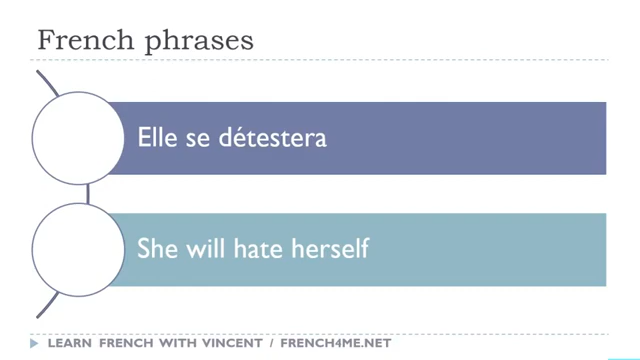 French phrases
Elle se détestera
She will hate herself
LEARN FRENCH WITH VINCENT / FRENCH4ME.NET